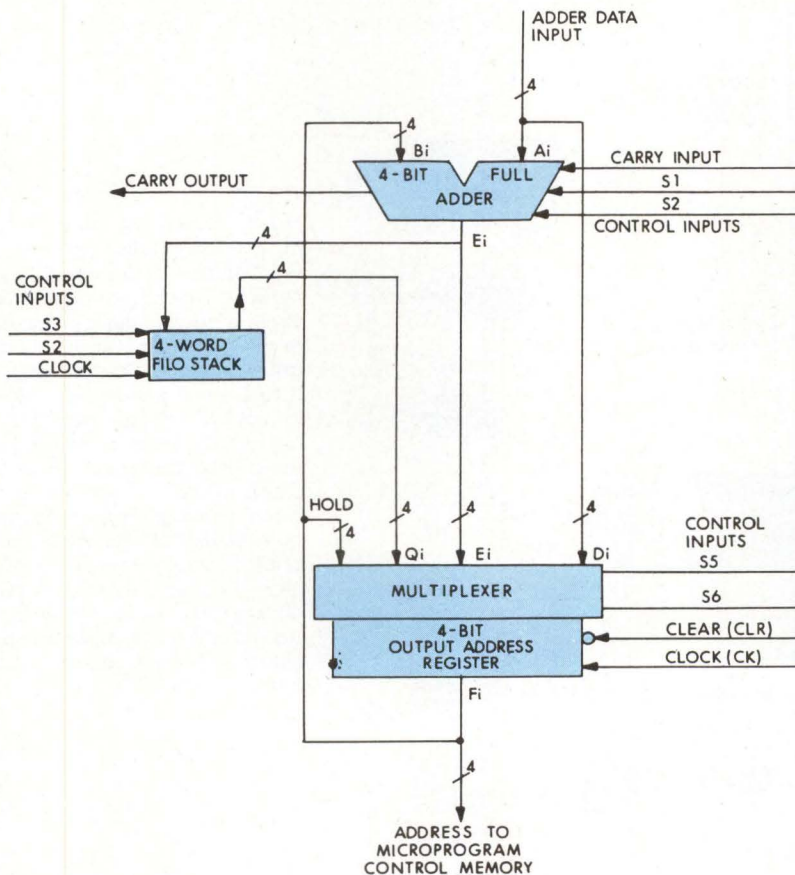 ADDER DATA
INPUT
4
4
Bi
Ai
4-BIT
FULL
ADDER
CARRY INPUT
S1
S2
CONTROL INPUTS
CARRY OUTPUT
Ei
4
4
CONTROL
INPUTS
S3
S2
CLOCK
4-WORD
FILO STACK
HOLD
4
4
4
4
Qi
Ei
Di
CONTROL
INPUTS
S5
S6
MULTIPLEXER
4-BIT
OUTPUT ADDRESS
REGISTER
CLEAR (CLR)
CLOCK (CK)
Fi
4
ADDRESS TO
MICROPROGRAM
CONTROL MEMORY